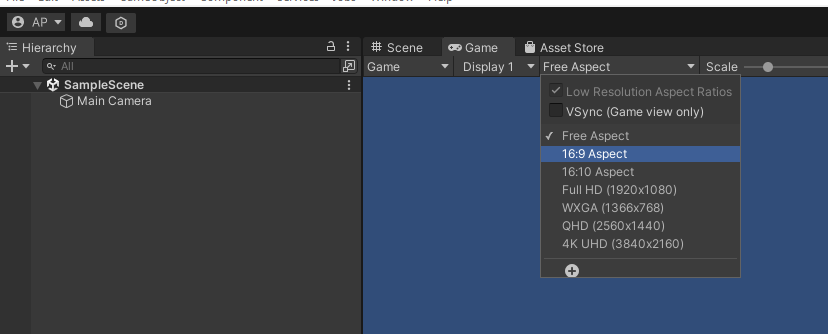 AP
Hierarchy
Scene
Game
Asset Store
All
Game
Display 1
Free Aspect
Scale
SampleScene
Main Camera
Low Resolution Aspect Ratios
VSync (Game view only)
Free Aspect
16:9 Aspect
16:10 Aspect
Full HD (1920x1080)
WXGA (1366x768)
QHD (2560x1440)
4K UHD (3840x2160)